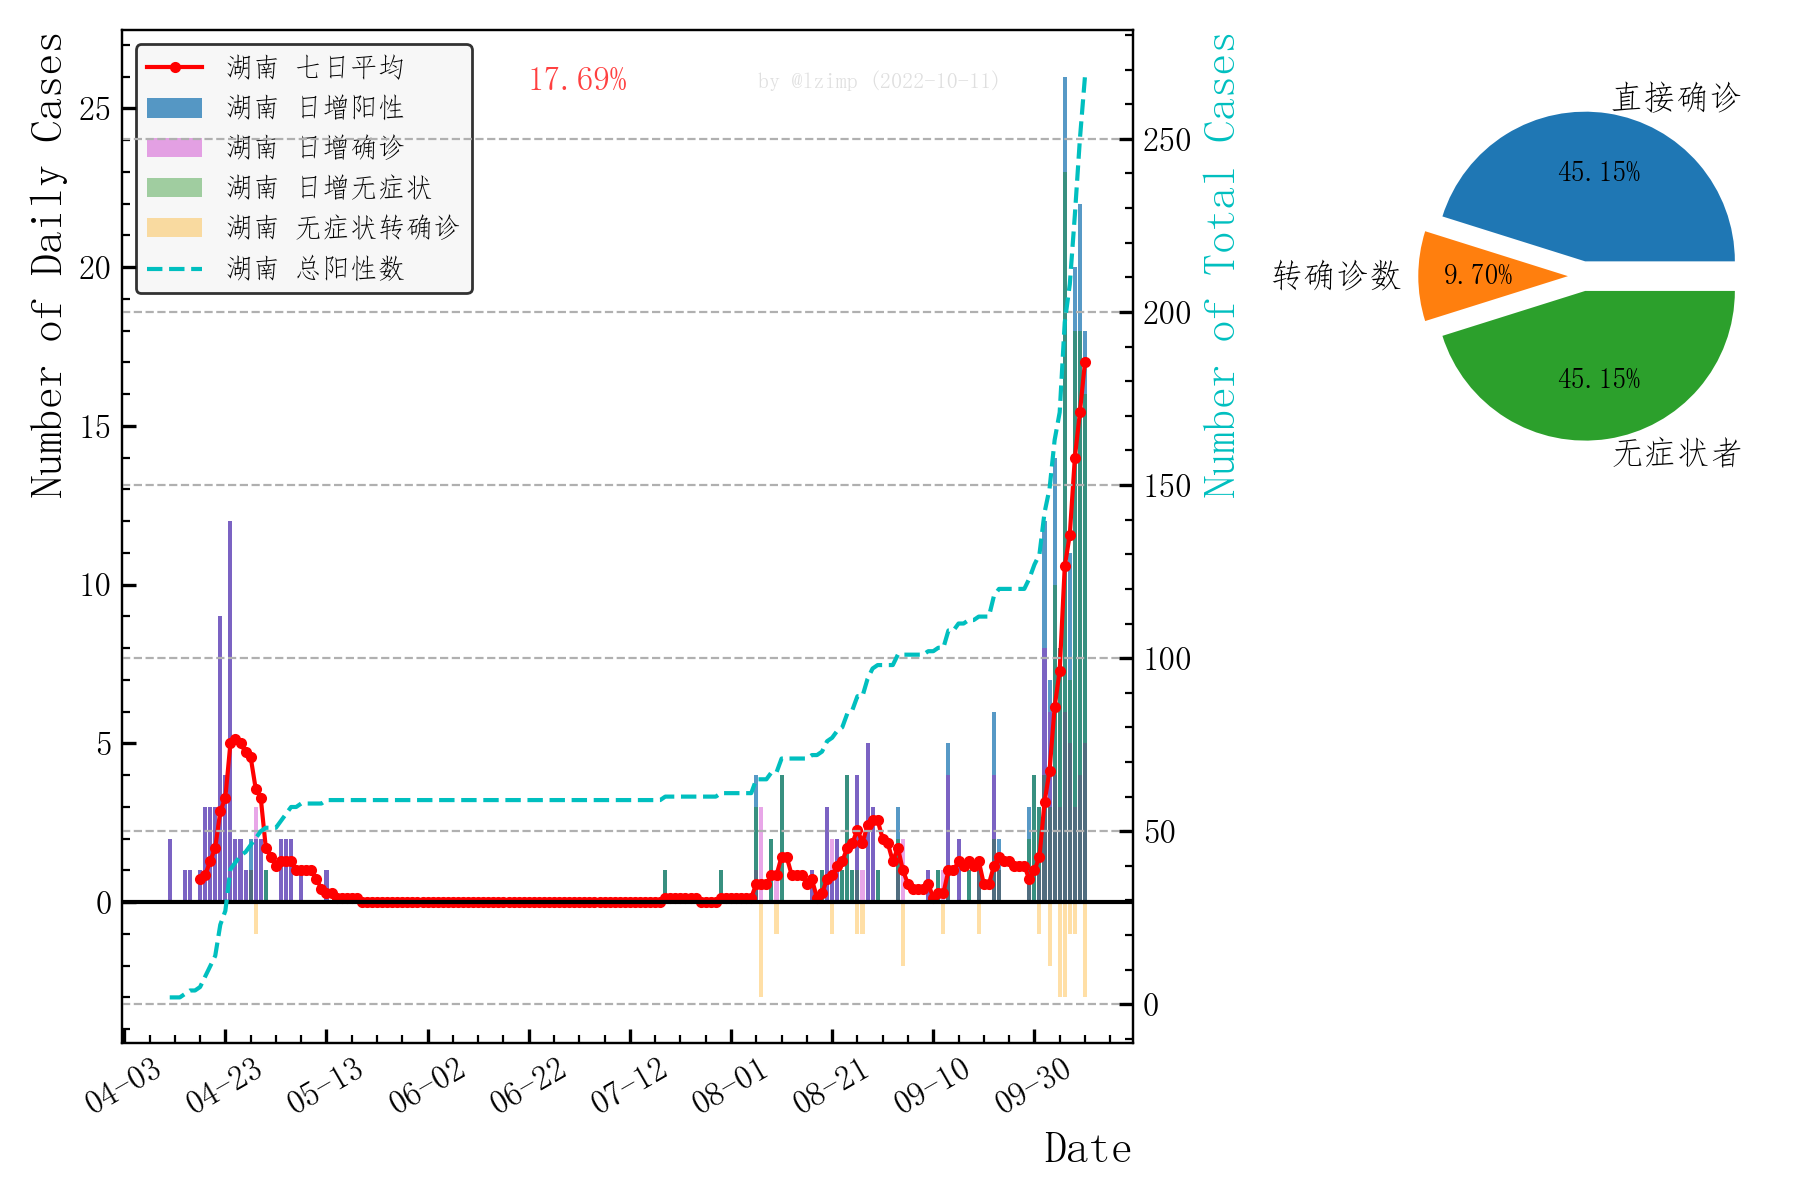 Number of Daily Cases
25
20
15
10
5
0
湖南 七日平均
湖南 日增阳性
湖南 日增确诊
湖南 日增无症状
湖南 无症状转确诊
湖南 总阳性数
17.69%
by @lzimp (2022-10-11)
250
200
150
100
50
0
Number of Total Cases
04-03
04-23
05-13
06-02
06-22
07-12
08-01
08-21
09-10
09-30
Date
直接确诊
45.15%
转确诊数
9.70%
45.15%
无症状者